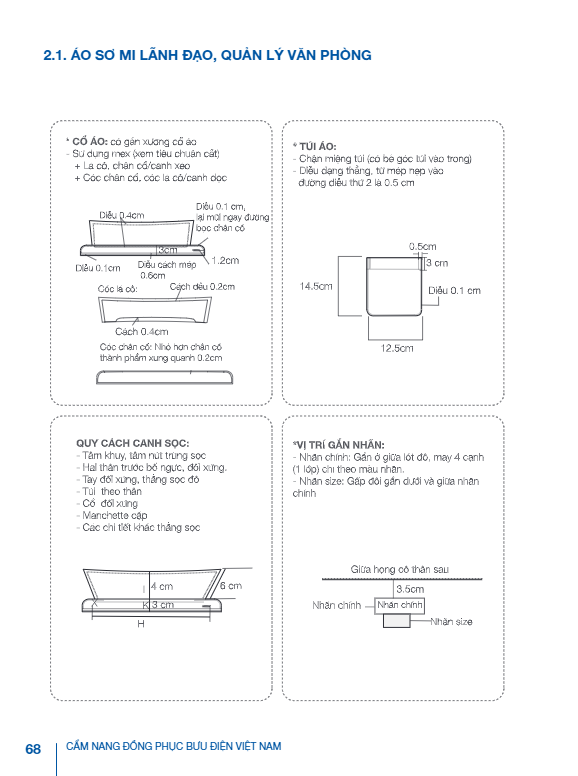 2.1. ÁO SƠ MI LÃNH ĐẠO, QUẢN LÝ VĂN PHÒNG
* CỔ ÁO: có gắn xương cổ áo
- Sử dụng mex (xem tiêu chuẩn cắt)
+ Lá cổ, chân cổ/canh xéo
+ Cóc chân cổ, cóc lá cổ/canh dọc
Diễu 0.4cm
Diễu 0.1 cm,
lại mũi ngay đường
bọc chân cổ
3cm
1.2cm
Diễu 0.1cm
Diễu cách mép
0.6cm
Cóc lá cổ:
Cách đều 0.2cm
Cách 0.4cm
Cóc chân cổ: Nhỏ hơn chân cổ
thành phẩm xung quanh 0.2cm
* TÚI ÁO:
- Chặn miệng túi (có bẻ góc túi vào trong)
- Diễu dạng thẳng, từ mép nẹp vào
đường diễu thứ 2 là 0.5 cm
0.5cm
3 cm
14.5cm
Diễu 0.1 cm
12.5cm
QUY CÁCH CANH SỌC:
- Tâm khuy, tâm nút trùng sọc
- Hai thân trước bổ ngực, đối xứng.
- Tay đối xứng, thẳng sọc đô
- Túi theo thân
- Cổ đối xứng
- Manchette cặp
- Các chi tiết khác thẳng sọc
I
4 cm
6 cm
X
K
3 cm
H
*VỊ TRÍ GẮN NHÃN:
- Nhãn chính: Gắn ở giữa lót đô, may 4 cạnh
(1 lớp) chỉ theo màu nhãn.
- Nhãn size: Gấp đôi gắn dưới và giữa nhãn
chính
Giữa họng cổ thân sau
3.5cm
Nhãn chính
Nhãn chính
Nhãn size
68
CẨM NANG ĐỒNG PHỤC BƯU ĐIỆN VIỆT NAM